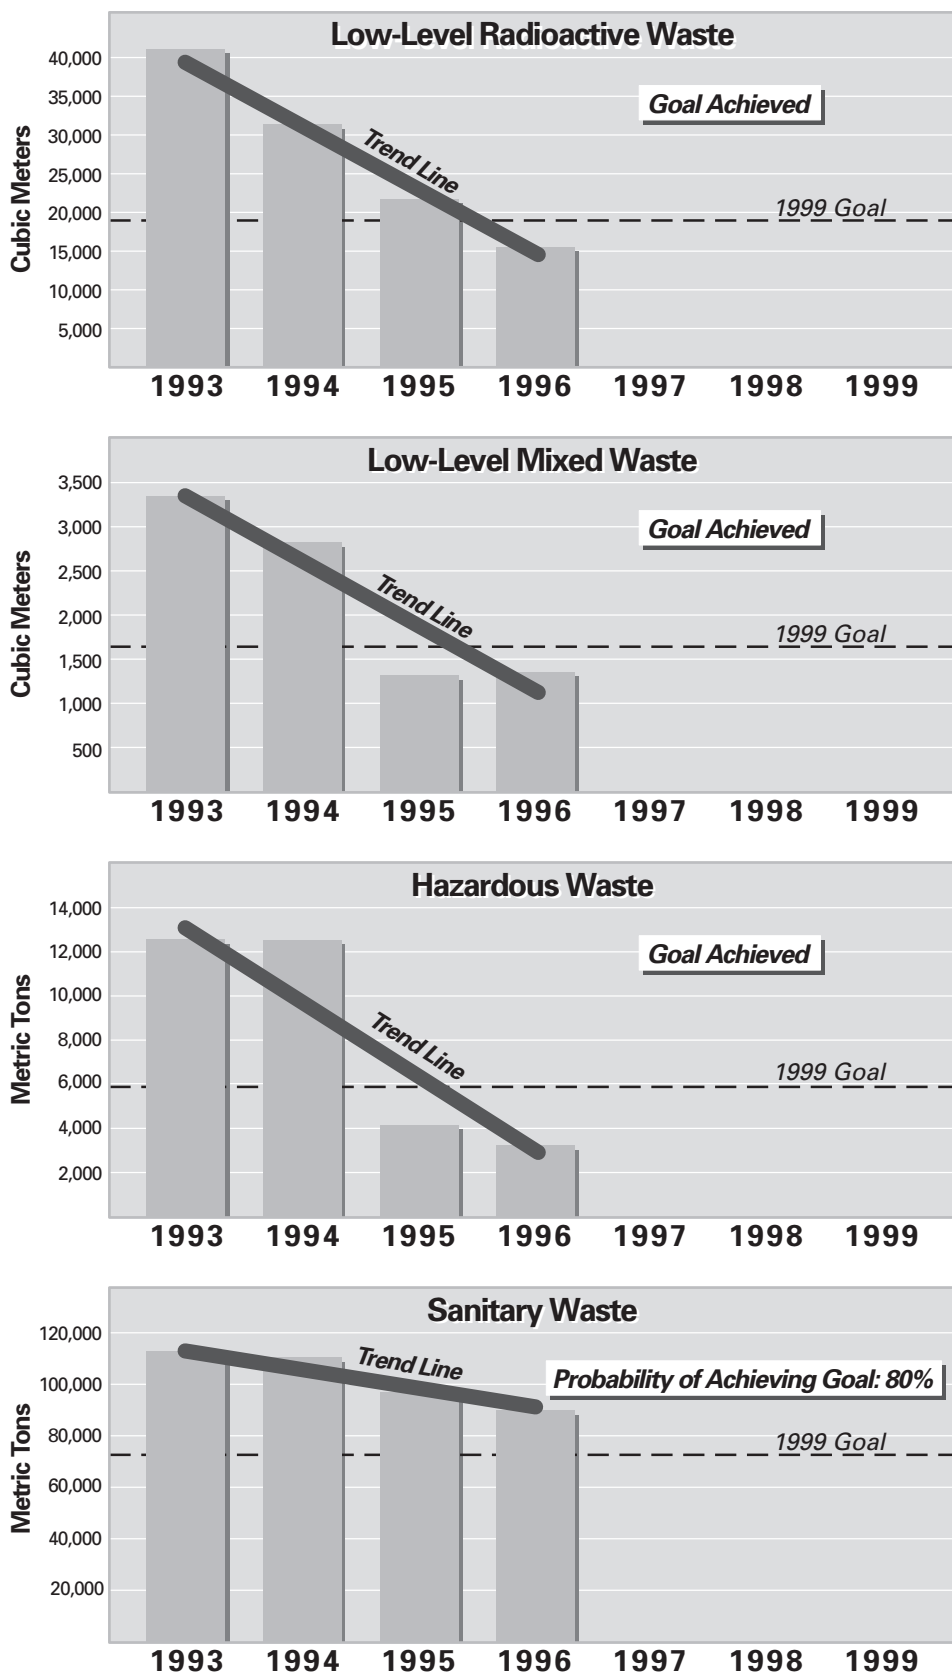 Low-Level Radioactive Waste
Cubic Meters
40,000
35,000
30,000
25,000
20,000
15,000
10,000
5,000
Goal Achieved
Trend Line
1999 Goal
1993 1994 1995 1996 1997 1998 1999
Low-Level Mixed Waste
Cubic Meters
3,500
3,000
2,500
2,000
1,500
1,000
500
Goal Achieved
Trend Line
1999 Goal
1993 1994 1995 1996 1997 1998 1999
Hazardous Waste
Metric Tons
14,000
12,000
10,000
8,000
6,000
4,000
2,000
Goal Achieved
Trend Line
1999 Goal
1993 1994 1995 1996 1997 1998 1999
Sanitary Waste
Metric Tons
120,000
100,000
80,000
60,000
40,000
20,000
Trend Line
Probability of Achieving Goal: 80%
1999 Goal
1993 1994 1995 1996 1997 1998 1999